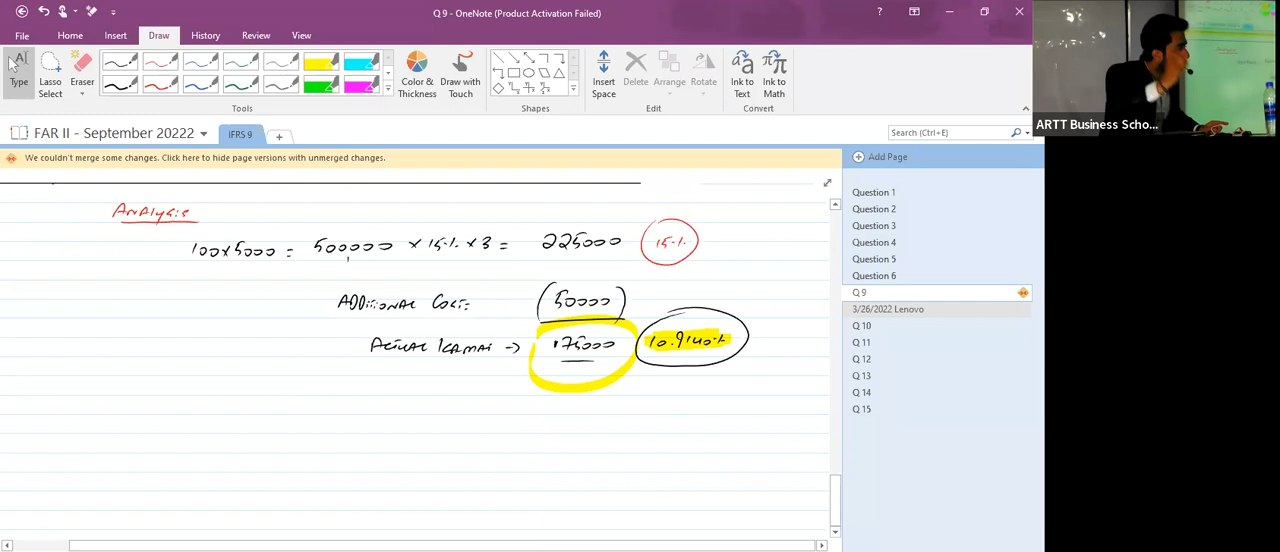 Q 9 - OneNote (Product Activation Failed)
File Home Insert Draw History Review View
Type
Lasso Select
Eraser
Color & Thickness
Draw with Touch
Insert Space
Delete
Arrange
Rotate
Ink to Text
Ink to Math
Tools
Shapes
Edit
Convert
ARTT Business Scho...
FAR II - September 20222
IFRS 9
Search (Ctrl+E)
We couldn't merge some changes. Click here to hide page versions with unmerged changes.
Add Page
Question 1
Question 2
Question 3
Question 4
Question 5
Question 6
Q 9
3/26/2022 Lenovo
Q 10
Q 11
Q 12
Q 13
Q 14
Q 15
Analysis
100x5000 = 500000 x 15% x 3 = 225000 15%
Additional Cost: (50000)
Actual Kamai → 175000 10.9140%